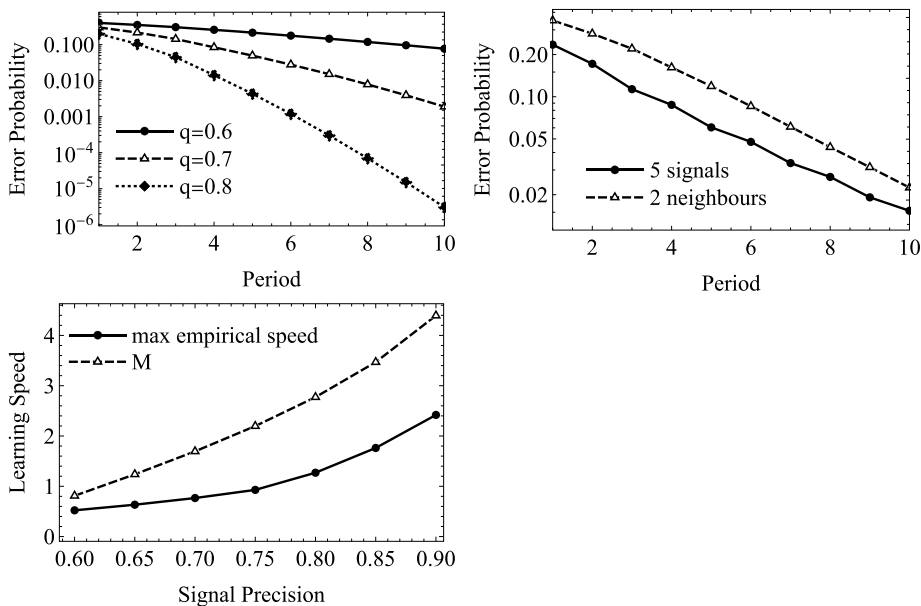 Error Probability
0.100
0.010
0.001
10⁻⁴
10⁻⁵
10⁻⁶
q=0.6
q=0.7
q=0.8
2 4 6 8 10
Period
Error Probability
0.20
0.10
0.05
0.02
5 signals
2 neighbours
2 4 6 8 10
Period
Learning Speed
4
3
2
1
0
max empirical speed
M
0.60 0.65 0.70 0.75 0.80 0.85 0.90
Signal Precision